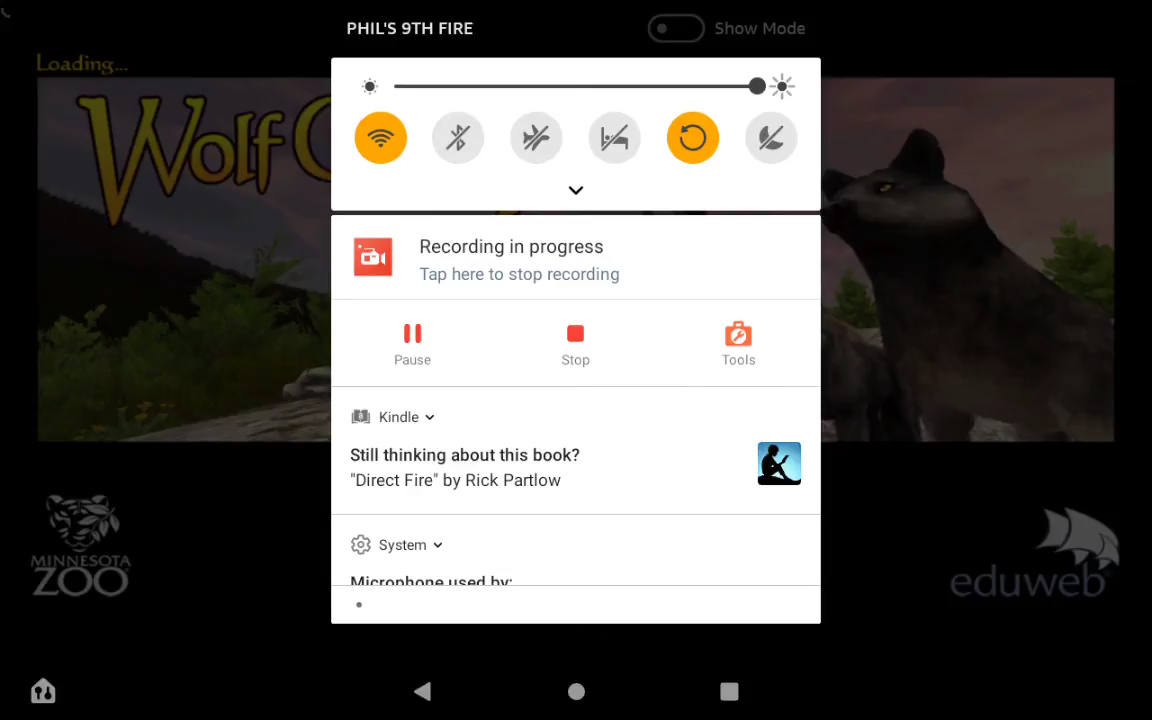 PHIL'S 9TH FIRE
Show Mode
Loading...
Wolf
Recording in progress
Tap here to stop recording
Pause
Stop
Tools
Kindle
Still thinking about this book?
"Direct Fire" by Rick Partlow
System
Microphone used by:
MINNESOTA
ZOO
eduweb